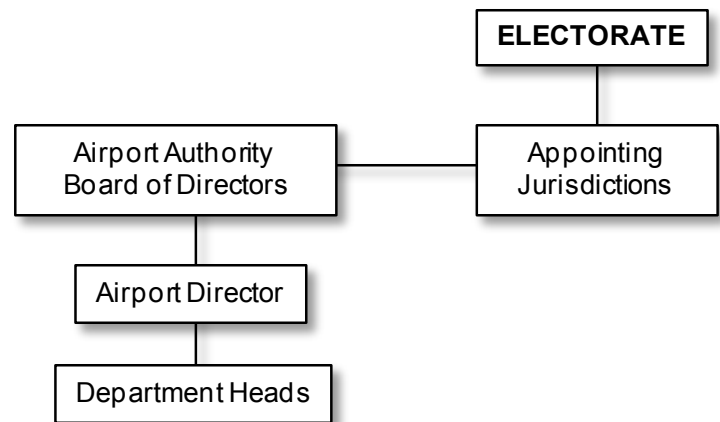 ELECTORATE
Airport Authority
Board of Directors
Appointing
Jurisdictions
Airport Director
Department Heads